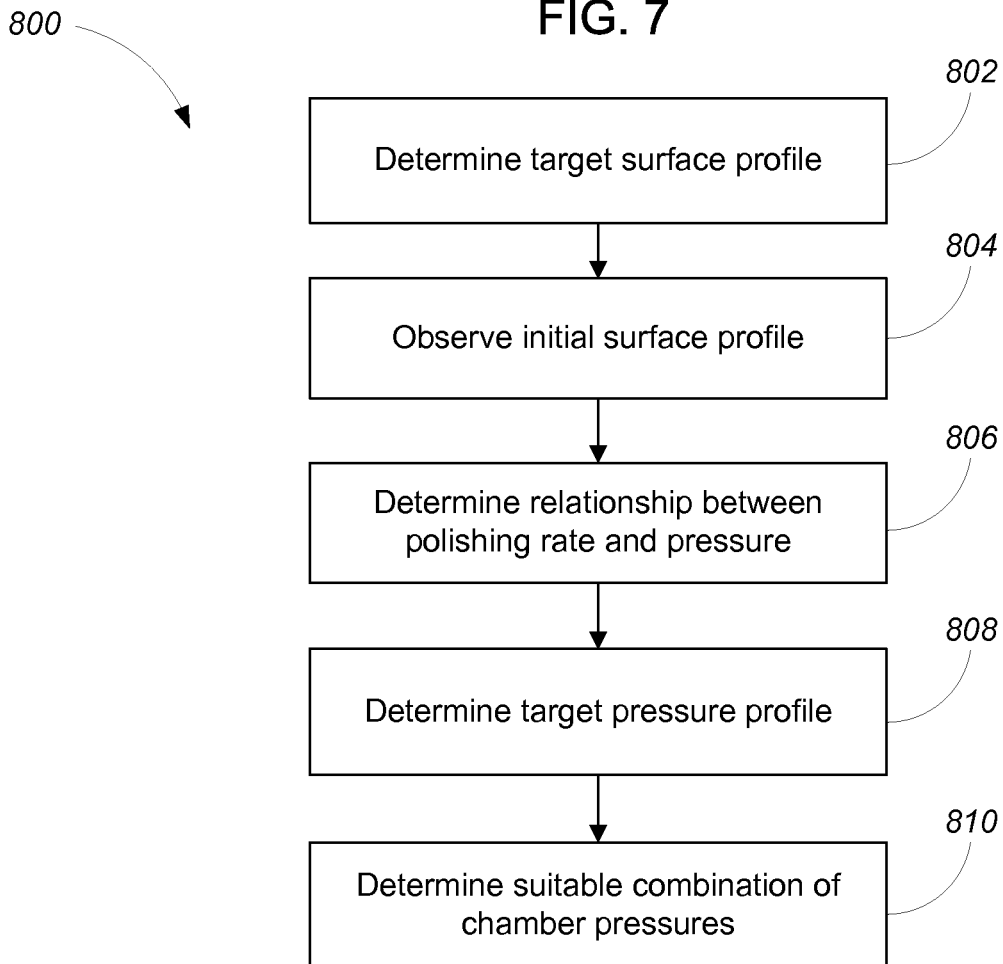 FIG. 7
800
802
Determine target surface profile
804
Observe initial surface profile
806
Determine relationship between
polishing rate and pressure
808
Determine target pressure profile
810
Determine suitable combination of
chamber pressures